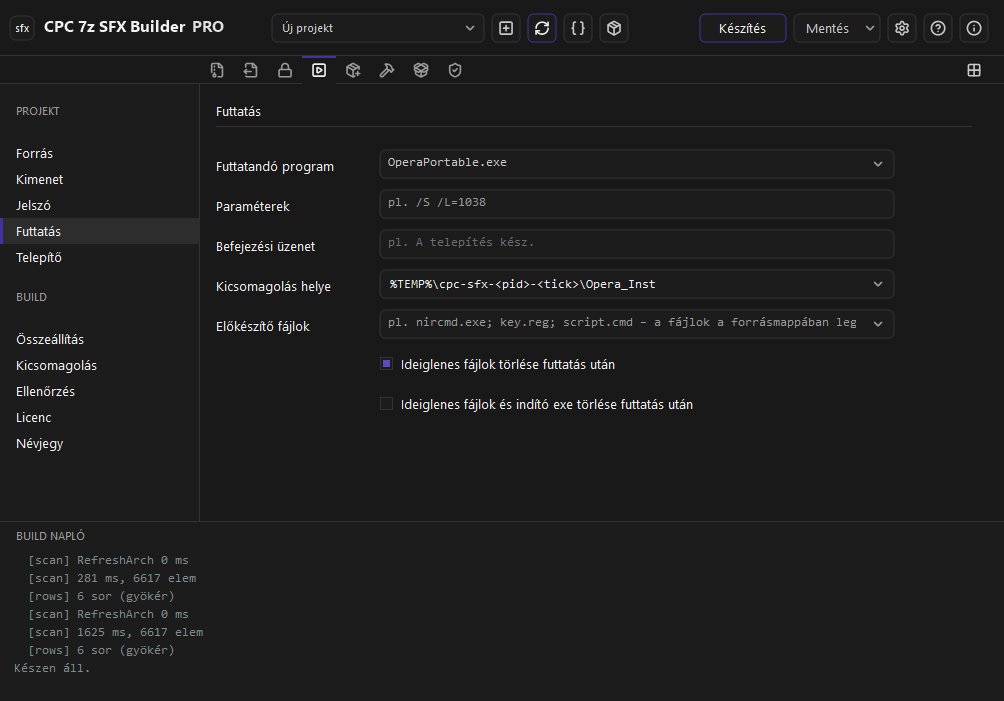 sfx CPC 7z SFX Builder PRO
Új projekt
{ }
Készítés
Mentés
PROJEKT
Forrás
Kimenet
Jelszó
Futtatás
Telepítő
BUILD
Összeállítás
Kicsomagolás
Ellenőrzés
Licenc
Névjegy
Futtatás
Futtatandó program
OperaPortable.exe
Paraméterek
pl. /S /L=1038
Befejezési üzenet
pl. A telepítés kész.
Kicsomagolás helye
%TEMP%\cpc-sfx-<pid>-<tick>\Opera_Inst
Előkészítő fájlok
pl. nircmd.exe; key.reg; script.cmd – a fájlok a forrásmappában leg
Ideiglenes fájlok törlése futtatás után
Ideiglenes fájlok és indító exe törlése futtatás után
BUILD NAPLÓ
[scan] RefreshArch 0 ms
[scan] 281 ms, 6617 elem
[rows] 6 sor (gyökér)
[scan] RefreshArch 0 ms
[scan] 1625 ms, 6617 elem
[rows] 6 sor (gyökér)
Készen áll.